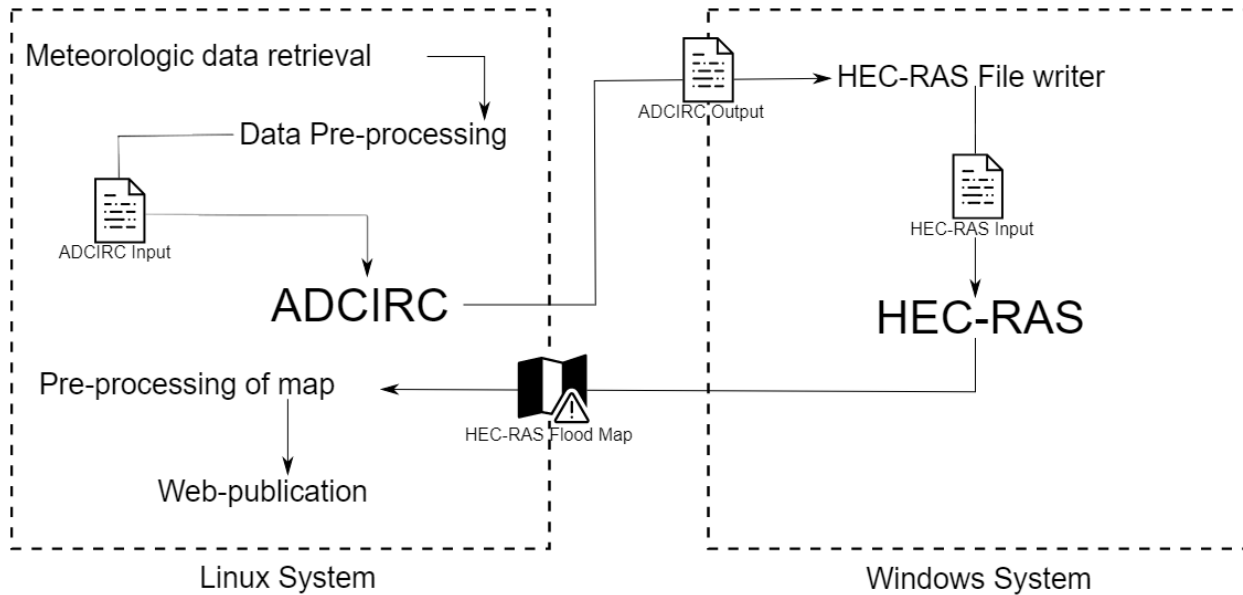 Meteorologic data retrieval
Data Pre-processing
ADCIRC Input
ADCIRC
ADCIRC Output
HEC-RAS File writer
HEC-RAS Input
HEC-RAS
HEC-RAS Flood Map
Pre-processing of map
Web-publication
Linux System
Windows System